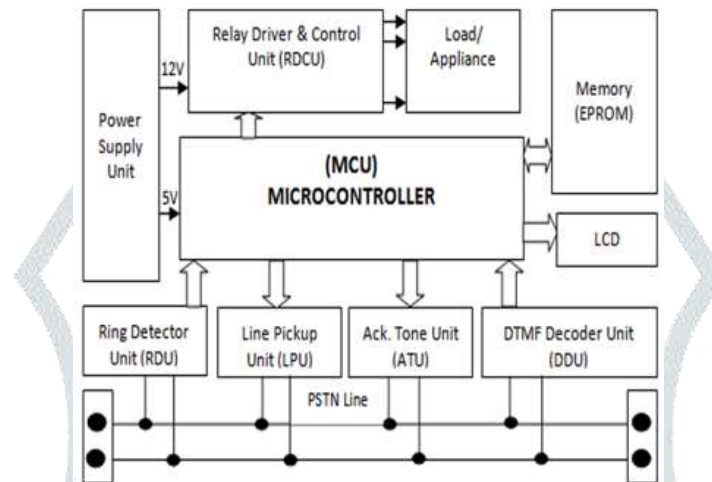 Relay Driver & Control
Unit (RDCU)
Load/
Appliance
Memory
(EPROM)
12V
Power
Supply
Unit
(MCU)
MICROCONTROLLER
5V
LCD
Ring Detector
Unit (RDU)
Line Pickup
Unit (LPU)
Ack. Tone Unit
(ATU)
DTMF Decoder Unit
(DDU)
PSTN Line